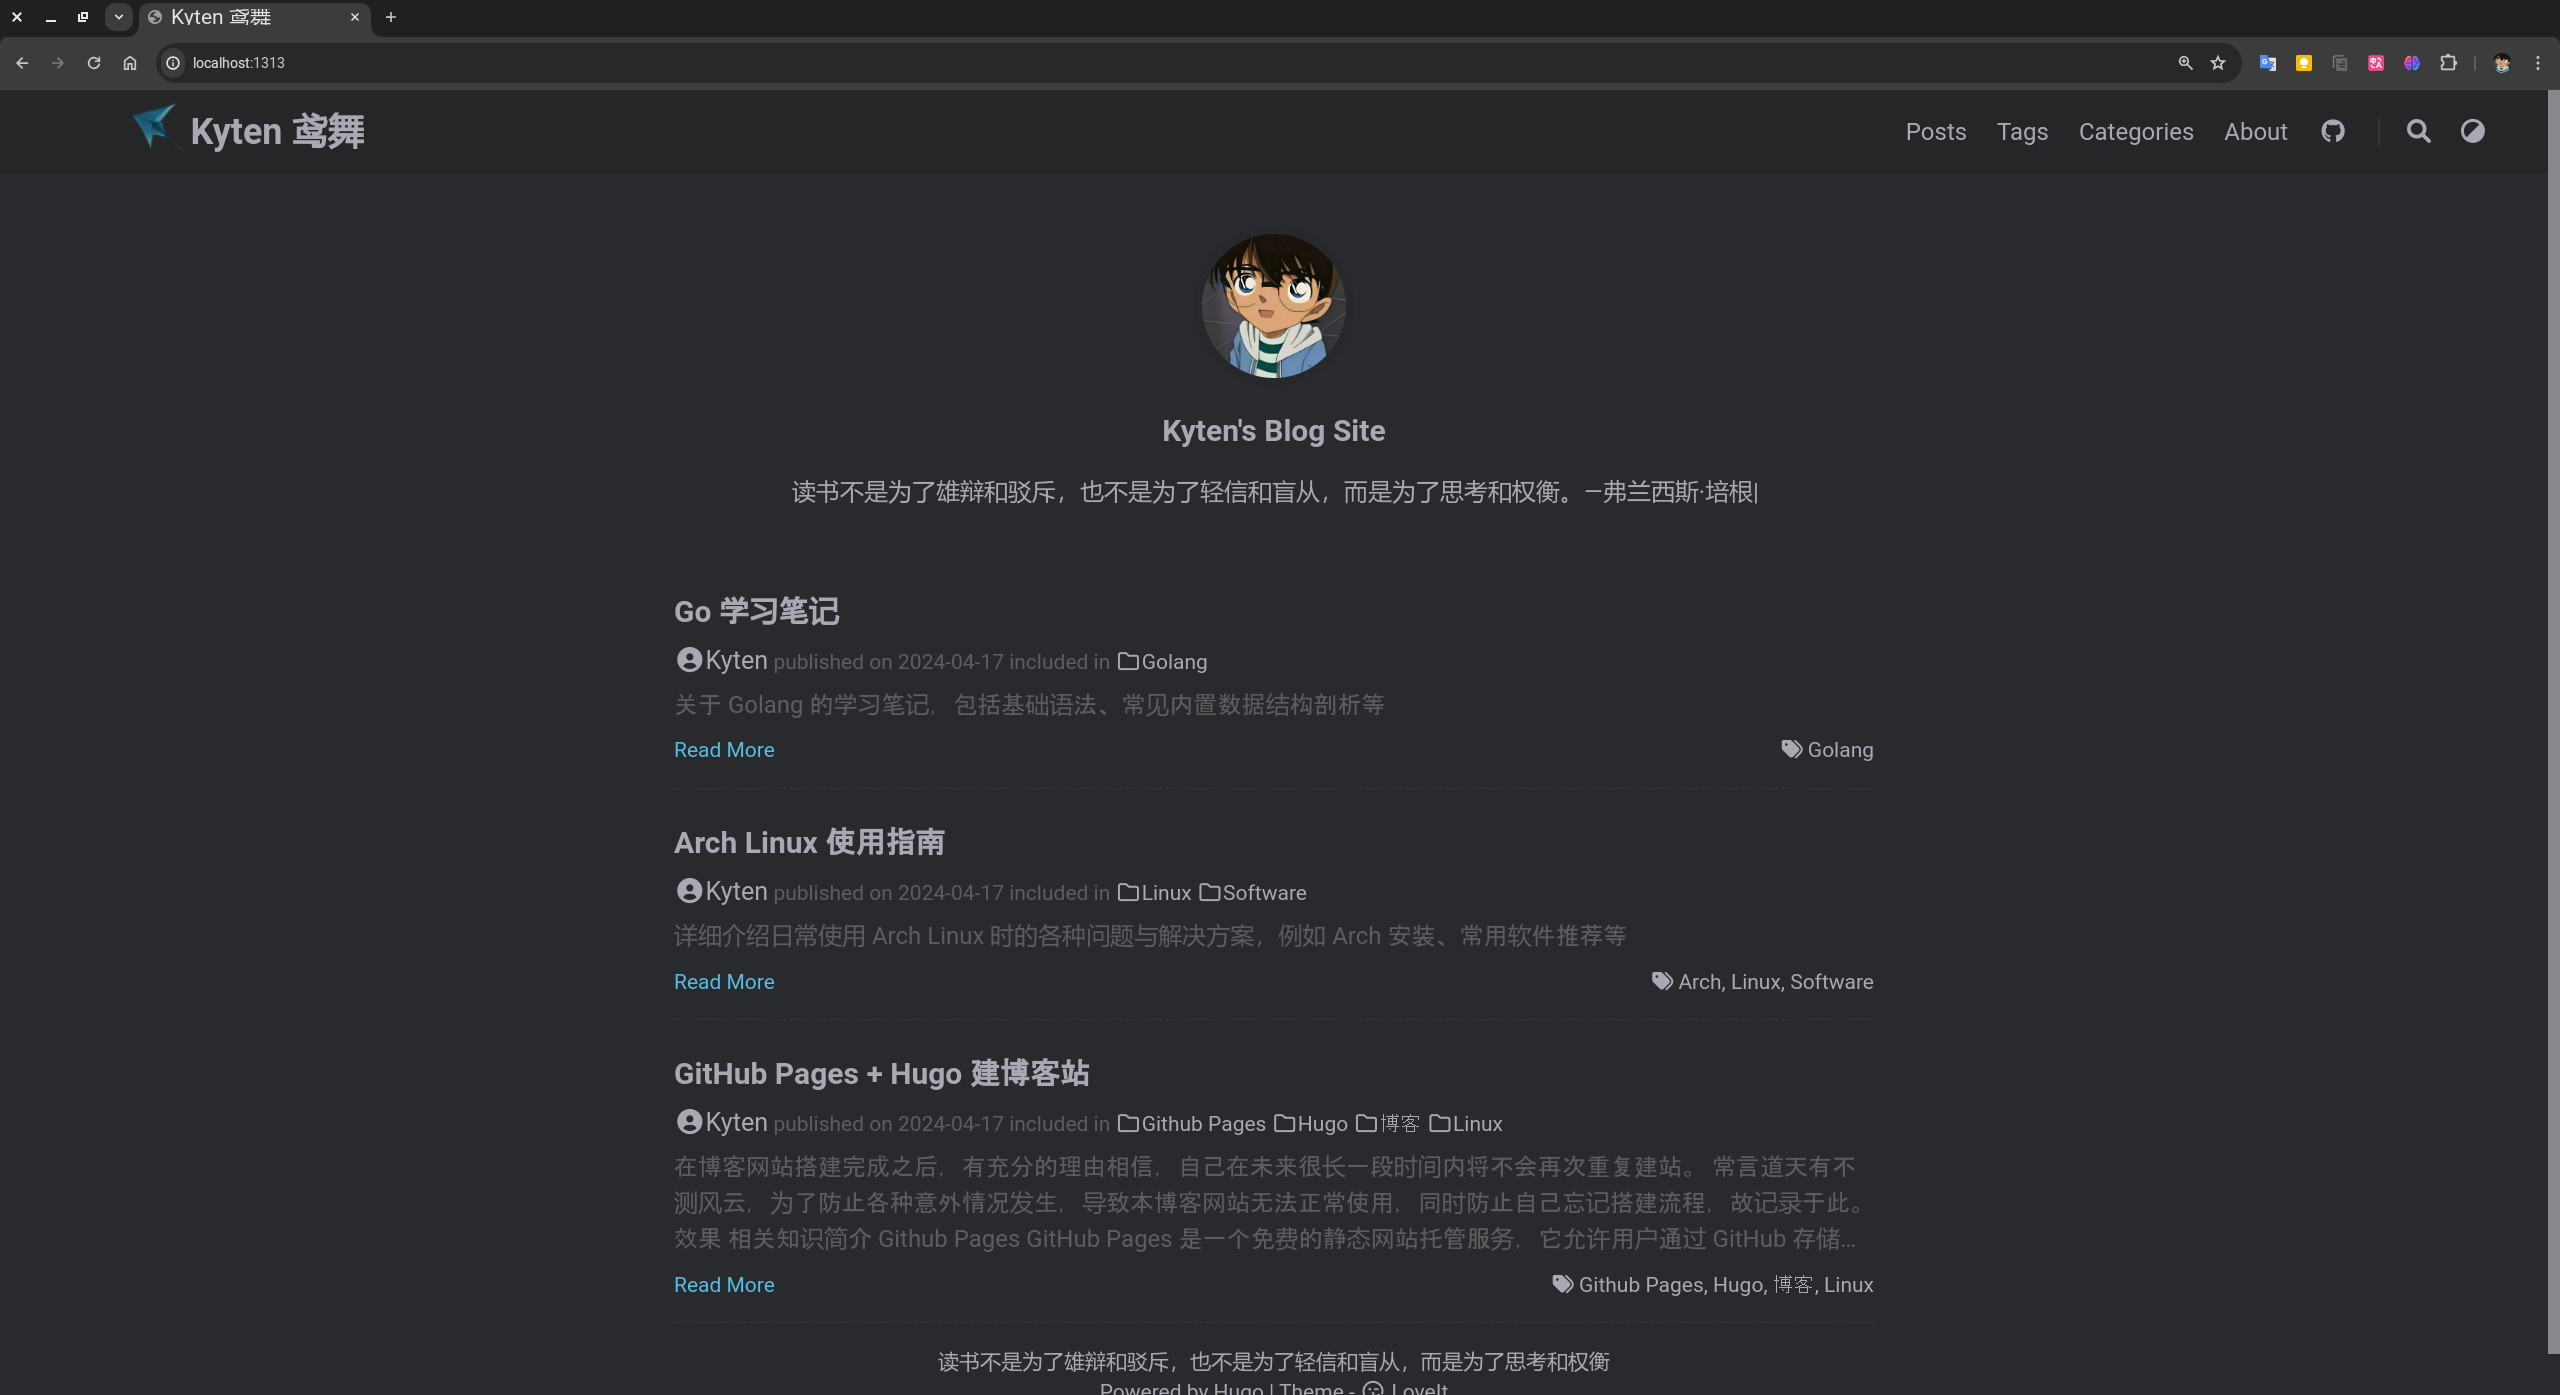 Kyten 鸢舞
localhost:1313
Kyten 鸢舞
Posts Tags Categories About
Kyten's Blog Site
读书不是为了雄辩和驳斥，也不是为了轻信和盲从，而是为了思考和权衡。—弗兰西斯·培根|
Go 学习笔记
Kyten published on 2024-04-17 included in Golang
关于 Golang 的学习笔记，包括基础语法、常见内置数据结构剖析等
Read More Golang
Arch Linux 使用指南
Kyten published on 2024-04-17 included in Linux Software
详细介绍日常使用 Arch Linux 时的各种问题与解决方案，例如 Arch 安装、常用软件推荐等
Read More Arch, Linux, Software
GitHub Pages + Hugo 建博客站
Kyten published on 2024-04-17 included in Github Pages Hugo 博客 Linux
在博客网站搭建完成之后，有充分的理由相信，自己在未来很长一段时间内将不会再次重复建站。 常言道天有不
测风云，为了防止各种意外情况发生，导致本博客网站无法正常使用，同时防止自己忘记搭建流程，故记录于此。
效果 相关知识简介 Github Pages GitHub Pages 是一个免费的静态网站托管服务，它允许用户通过 GitHub 存储...
Read More Github Pages, Hugo, 博客, Linux
读书不是为了雄辩和驳斥，也不是为了轻信和盲从，而是为了思考和权衡
Powered by Hugo | Theme - LoveIt